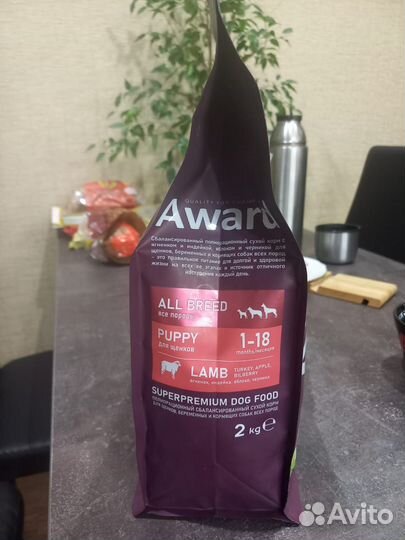 QUALITY FOR
Award
Сбалансированный полнорационный сухой корм с
ягненком и индейкой, яблоком и черникой для
щенков, беременных и кормящих собак всех пород
– это правильное питание для долгой и здоровой
жизни на всех ее этапах и источник отличного
настроения каждый день.
ALL BREED
все породы
PUPPY
для щенков
1-18
months/месяцев
LAMB
TURKEY, APPLE,
BILBERRY
ягненок, индейка, яблоко, черника
SUPERPREMIUM DOG FOOD
ПОЛНОРАЦИОННЫЙ СБАЛАНСИРОВАННЫЙ СУХОЙ КОРМ
ДЛЯ ЩЕНКОВ, БЕРЕМЕННЫХ И КОРМЯЩИХ СОБАК ВСЕХ ПОРОД
2 kg e
Avito